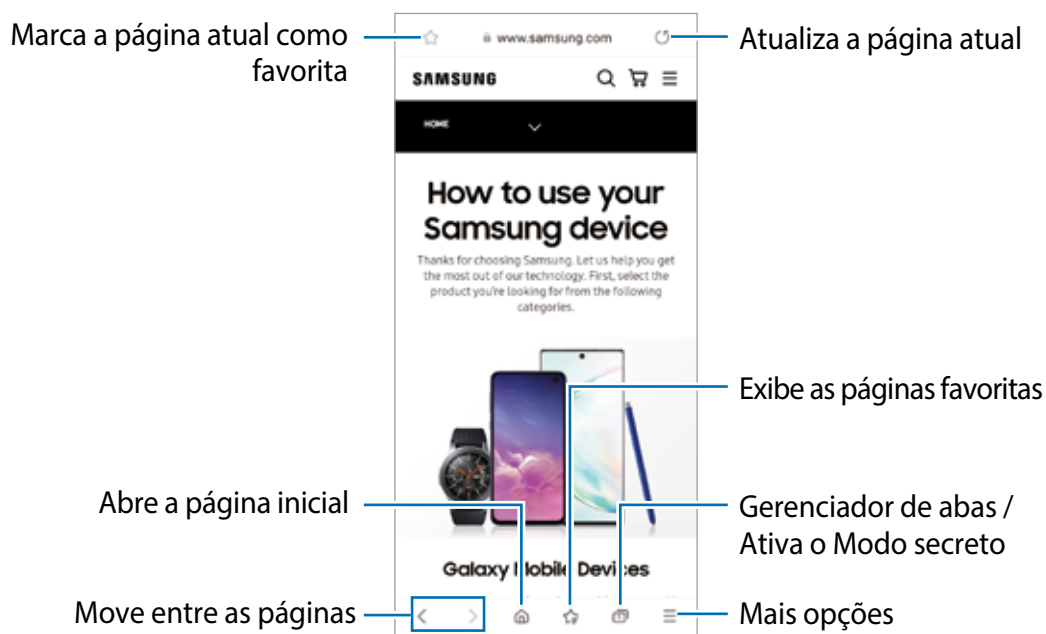 Marca a página atual como
favorita
www.samsung.com
Atualiza a página atual
SAMSUNG
HOME
How to use your
Samsung device
Thanks for choosing Samsung. Let us help you get
the most out of our technology. First, select the
product you're looking for from the following
categories.
Exibe as páginas favoritas
Abre a página inicial
Gerenciador de abas /
Ativa o Modo secreto
Galaxy Mobile Devices
Move entre as páginas
Mais opções